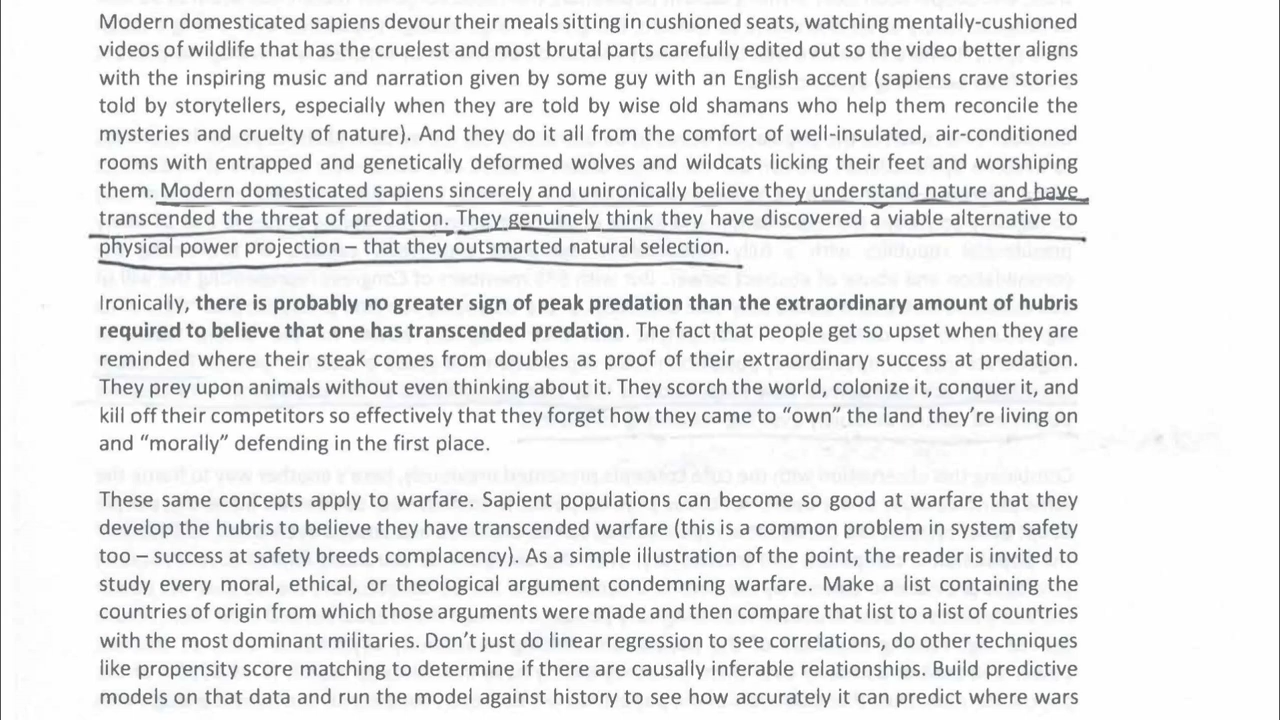 Modern domesticated sapiens devour their meals sitting in cushioned seats, watching mentally-cushioned
videos of wildlife that has the cruelest and most brutal parts carefully edited out so the video better aligns
with the inspiring music and narration given by some guy with an English accent (sapiens crave stories
told by storytellers, especially when they are told by wise old shamans who help them reconcile the
mysteries and cruelty of nature). And they do it all from the comfort of well-insulated, air-conditioned
rooms with entrapped and genetically deformed wolves and wildcats licking their feet and worshiping
them. Modern domesticated sapiens sincerely and unironically believe they understand nature and have
transcended the threat of predation. They genuinely think they have discovered a viable alternative to
physical power projection – that they outsmarted natural selection.
Ironically, there is probably no greater sign of peak predation than the extraordinary amount of hubris
required to believe that one has transcended predation. The fact that people get so upset when they are
reminded where their steak comes from doubles as proof of their extraordinary success at predation.
They prey upon animals without even thinking about it. They scorch the world, colonize it, conquer it, and
kill off their competitors so effectively that they forget how they came to “own” the land they’re living on
and “morally” defending in the first place.
These same concepts apply to warfare. Sapient populations can become so good at warfare that they
develop the hubris to believe they have transcended warfare (this is a common problem in system safety
too – success at safety breeds complacency). As a simple illustration of the point, the reader is invited to
study every moral, ethical, or theological argument condemning warfare. Make a list containing the
countries of origin from which those arguments were made and then compare that list to a list of countries
with the most dominant militaries. Don’t just do linear regression to see correlations, do other techniques
like propensity score matching to determine if there are causally inferable relationships. Build predictive
models on that data and run the model against history to see how accurately it can predict where wars